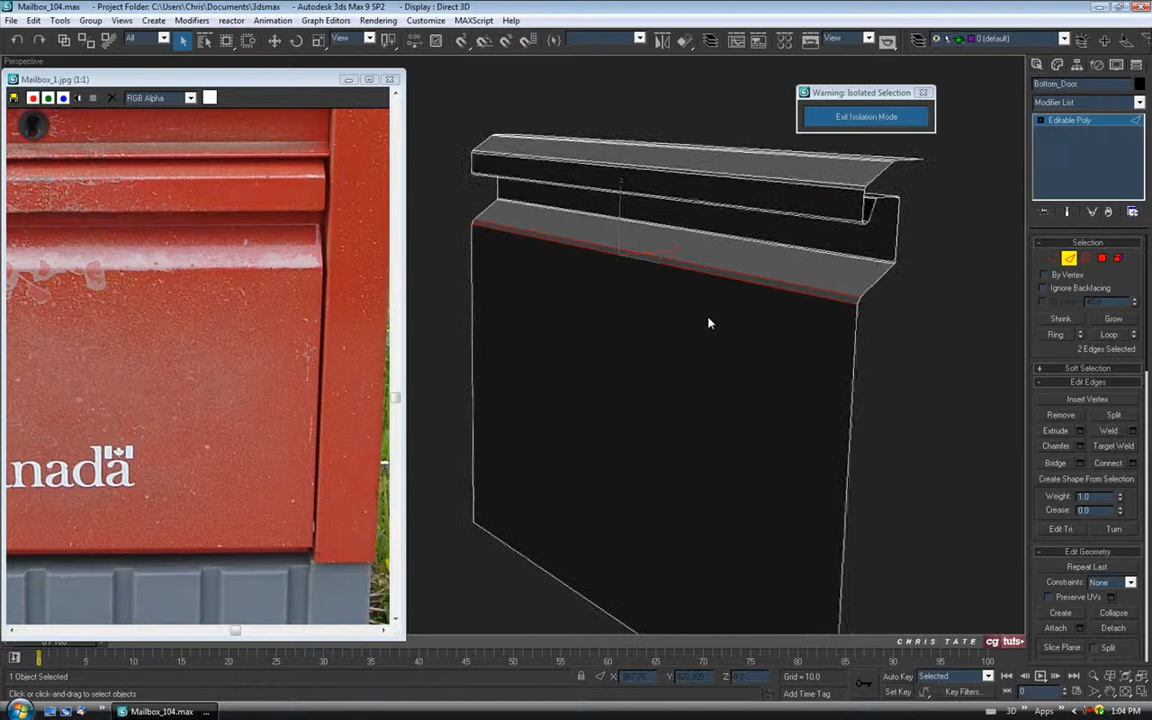 Mailbox_104.max - Project Folder: C:\Users\Chris\Documents\3dsmax - Autodesk 3ds Max 9 SP2 - Display : Direct 3D
File Edit Tools Group Views Create Modifiers reactor Animation Graph Editors Rendering Customize MAXScript Help
All View View 0 (default)
Perspective
Mailbox_1.jpg (1:1)
RGB Alpha
nada
Warning: Isolated Selection
Exit Isolation Mode
Bottom_Door
Modifier List
Editable Poly
Selection
By Vertex
Ignore Backfacing
Shrink Grow
Ring Loop
2 Edges Selected
Soft Selection
Edit Edges
Insert Vertex
Remove Split
Extrude Weld
Chamfer Target Weld
Bridge Connect
Create Shape From Selection
Weight: 1.0
Crease: 0.0
Edit Tri. Turn
Edit Geometry
Repeat Last
Constraints: None
Preserve UVs
Create Collapse
Attach Detach
Slice Plane Split
CHRIS TATE cg tuts+
0 5 10 15 20 25 30 35 40 45 50 55 60 65 70 75 80 85 90 95 100
1 Object Selected X Y Z Grid = 10.0 Auto Key Selected
Click or click-and-drag to select objects Add Time Tag Set Key Key Filters... 0
Mailbox_104.max ... 3D Apps 1:04 PM